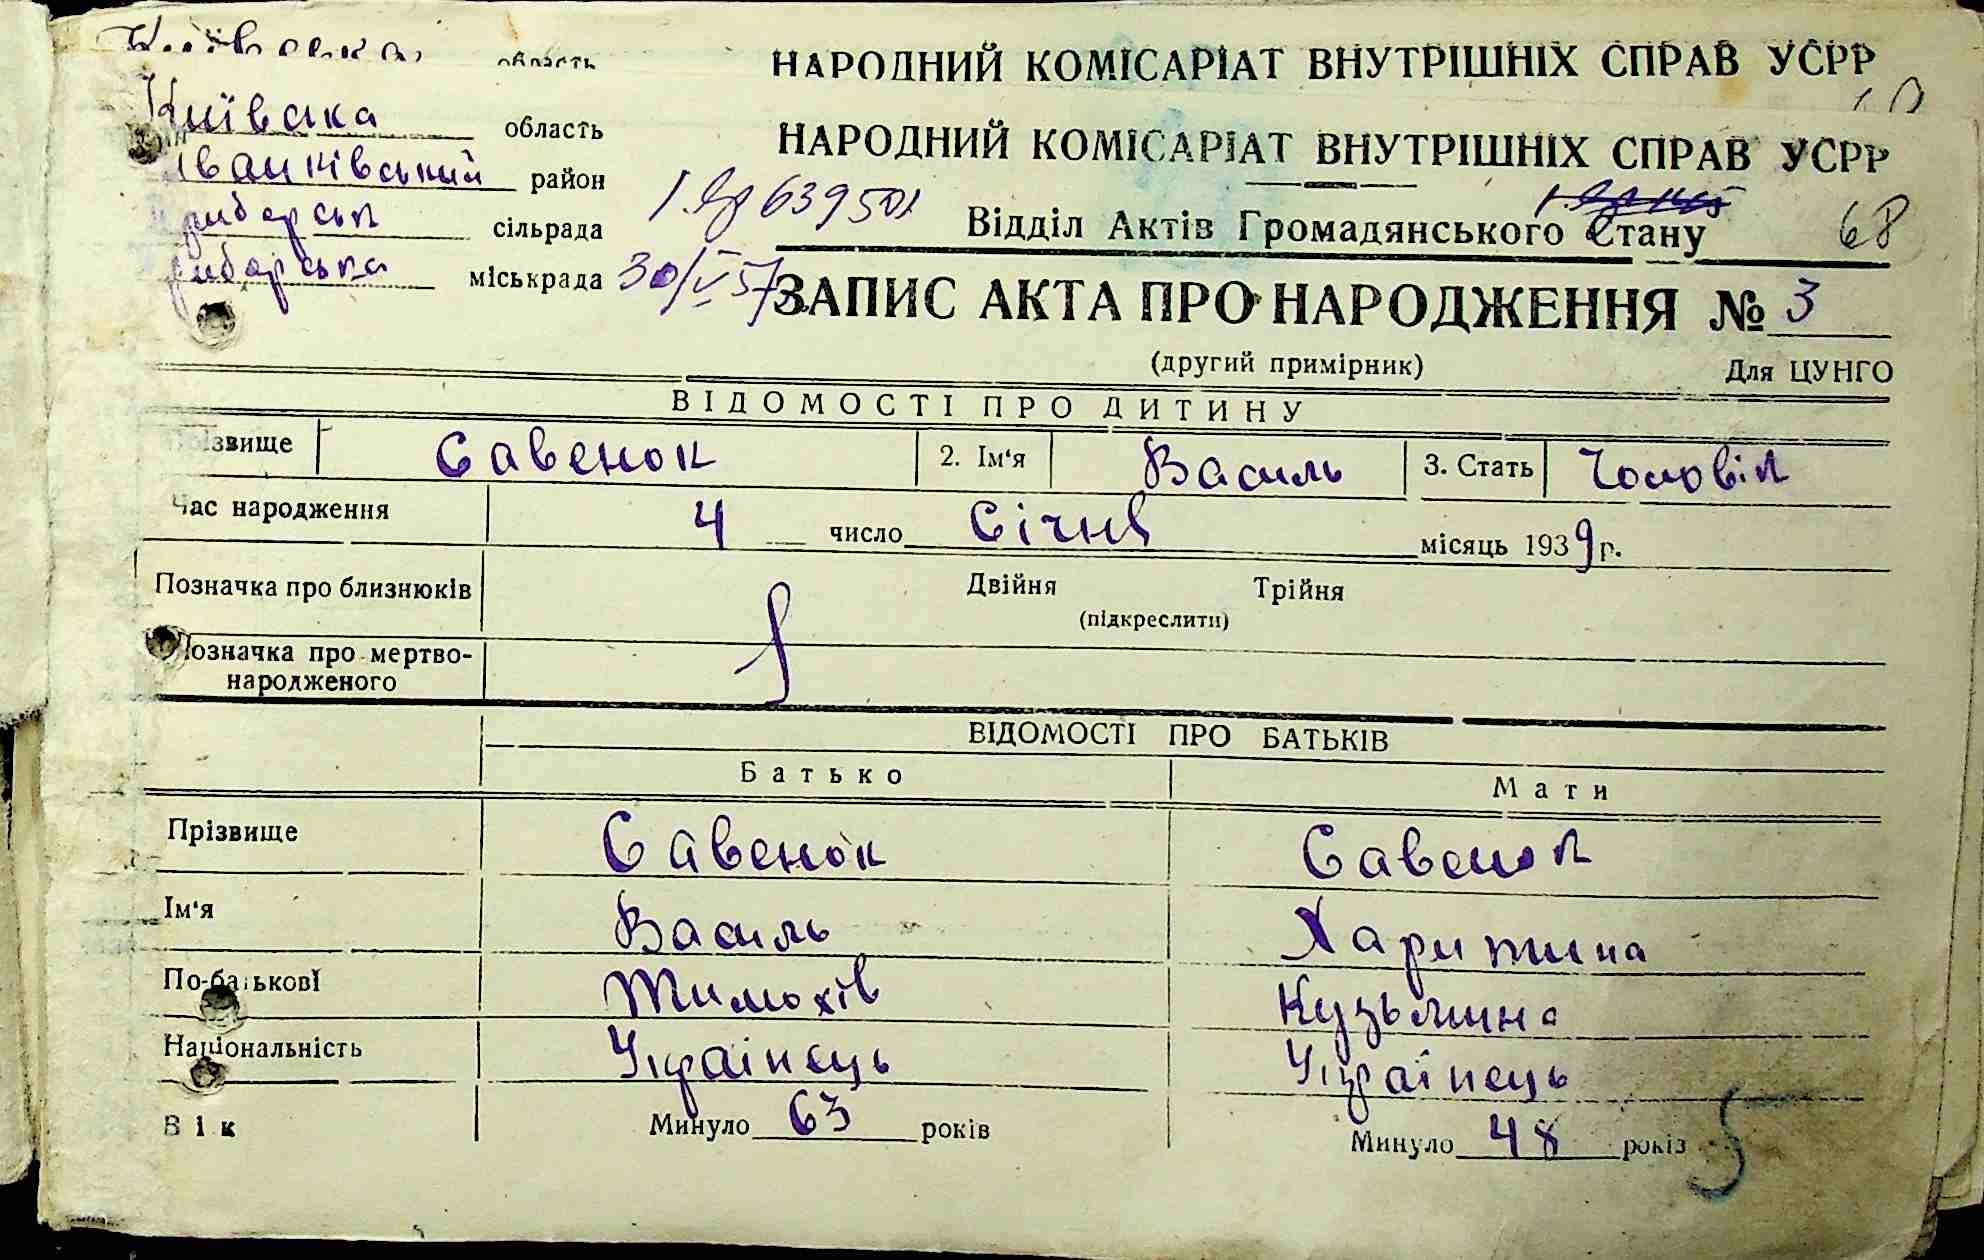 Київська область
НАРОДНИЙ КОМІСАРІАТ ВНУТРІШНІХ СПРАВ УСРР
Київска область
НАРОДНИЙ КОМІСАРІАТ ВНУТРІШНІХ СПРАВ УСРР
Іванківський район
639501
сільрада
Відділ Актів Громадянського Стану
68
міськрада
30/V 57
ЗАПИС АКТА ПРО НАРОДЖЕННЯ № 3
(другий примірник)
Для ЦУНГО
ВІДОМОСТІ ПРО ДИТИНУ
Прізвище Савенок 2. Ім'я Василь 3. Стать Чоловіч
Час народження 4 число Січня місяць 1939 р.
Позначка про близнюків Двійня Трійня
(підкреслити)
Позначка про мертво-
народженого
ВІДОМОСТІ ПРО БАТЬКІВ
Батько Мати
Прізвище Савенок Савенок
Ім'я Василь Харитина
По-батькові Тимохів Кузьмина
Національність Українець Українець
Вік Минуло 63 років Минуло 48 років
5